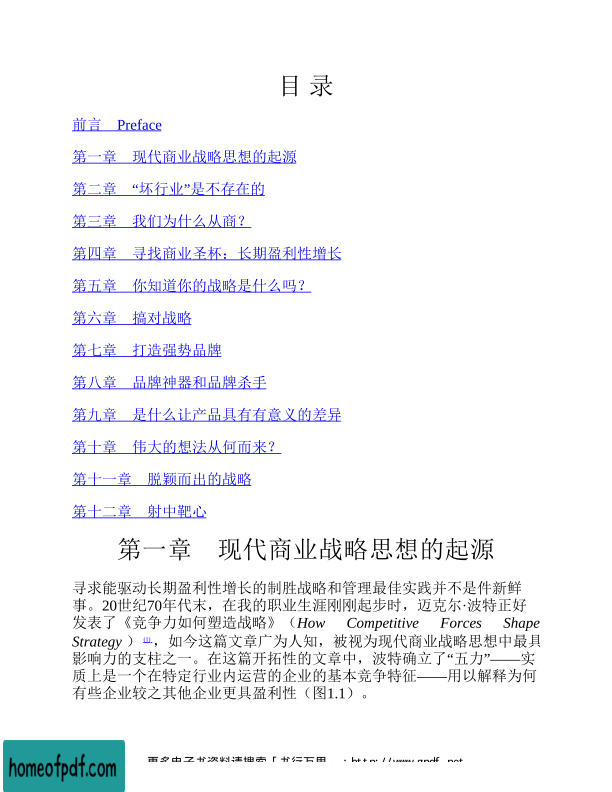 目 录
前言 Preface
第一章 现代商业战略思想的起源
第二章 “坏行业”是不存在的
第三章 我们为什么从商？
第四章 寻找商业圣杯：长期盈利性增长
第五章 你知道你的战略是什么吗？
第六章 搞对战略
第七章 打造强势品牌
第八章 品牌神器和品牌杀手
第九章 是什么让产品具有有意义的差异
第十章 伟大的想法从何而来？
第十一章 脱颖而出的战略
第十二章 射中靶心
第一章 现代商业战略思想的起源
寻求能驱动长期盈利性增长的制胜战略和管理最佳实践并不是件新鲜
事。20世纪70年代末，在我的职业生涯刚刚起步时，迈克尔·波特正好
发表了《竞争力如何塑造战略》（How Competitive Forces Shape
Strategy ） [1] ，如今这篇文章广为人知，被视为现代商业战略思想中最具
影响力的支柱之一。在这篇开拓性的文章中，波特确立了“五力”——实
质上是一个在特定行业内运营的企业的基本竞争特征——用以解释为何
有些企业较之其他企业更具盈利性（图1.1）。
更多电子书资料请搜索「书行万里
homeofpdf.com